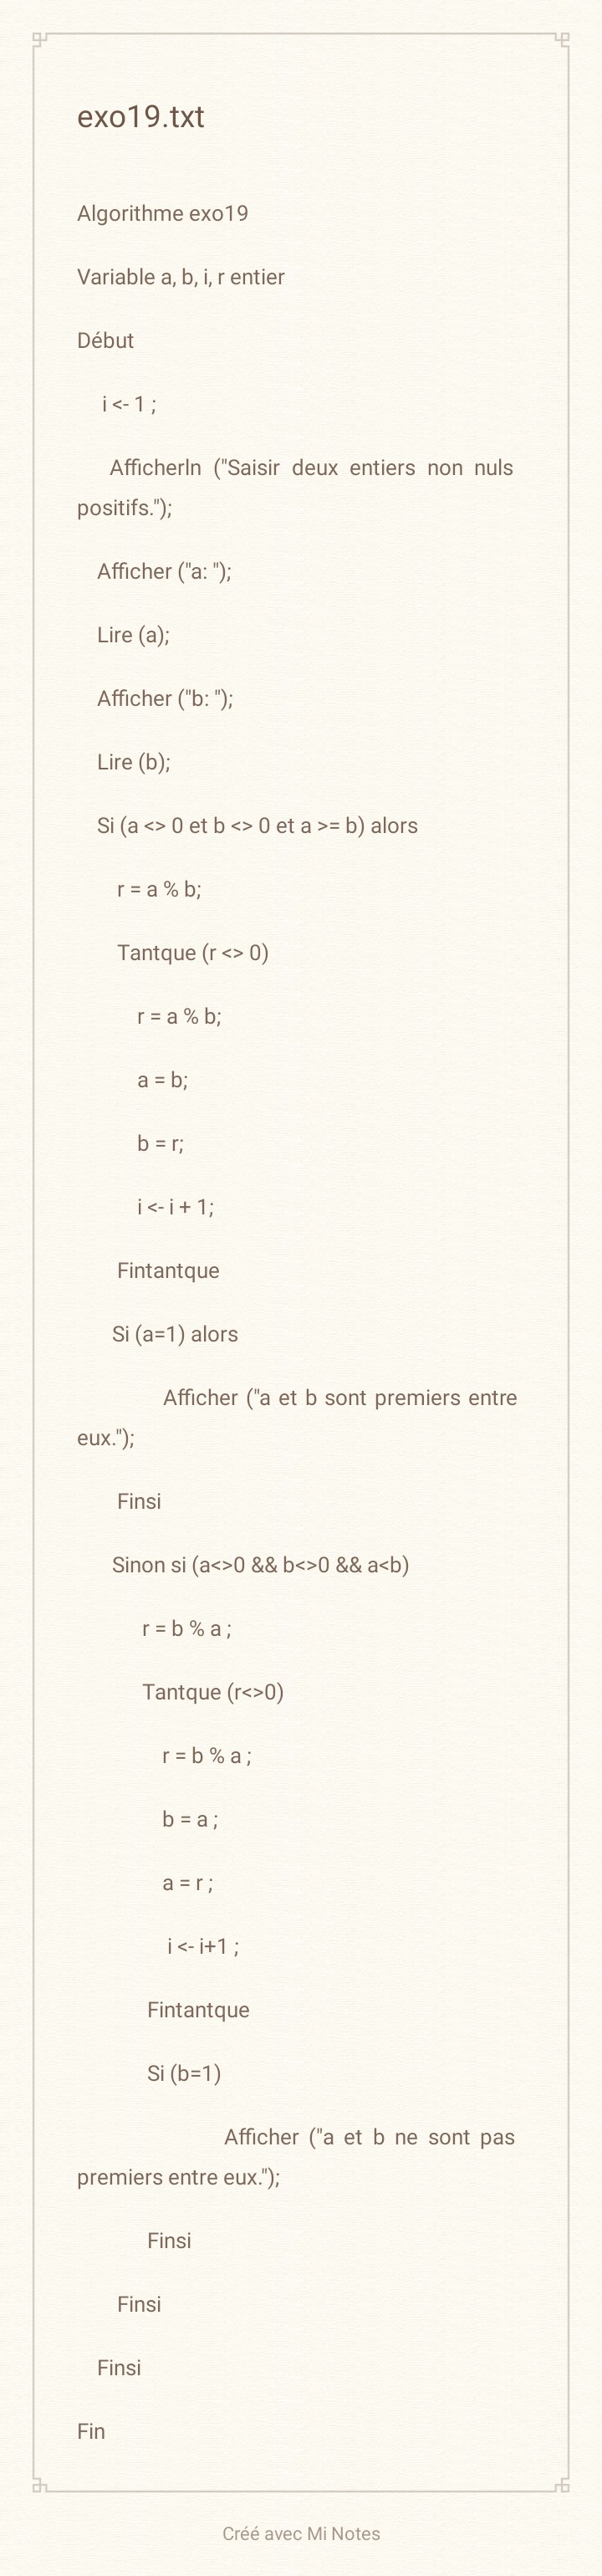 exo19.txt
Algorithme exo19
Variable a, b, i, r entier
Début
i <- 1 ;
Afficherln ("Saisir deux entiers non nuls
positifs.");
Afficher ("a: ");
Lire (a);
Afficher ("b: ");
Lire (b);
Si (a <> 0 et b <> 0 et a >= b) alors
r = a % b;
Tantque (r <> 0)
r = a % b;
a = b;
b = r;
i <- i + 1;
Fintantque
Si (a=1) alors
Afficher ("a et b sont premiers entre
eux.");
Finsi
Sinon si (a<>0 && b<>0 && a<b)
r = b % a ;
Tantque (r<>0)
r = b % a ;
b = a ;
a = r ;
i <- i+1 ;
Fintantque
Si (b=1)
Afficher ("a et b ne sont pas
premiers entre eux.");
Finsi
Finsi
Finsi
Fin
Créé avec Mi Notes